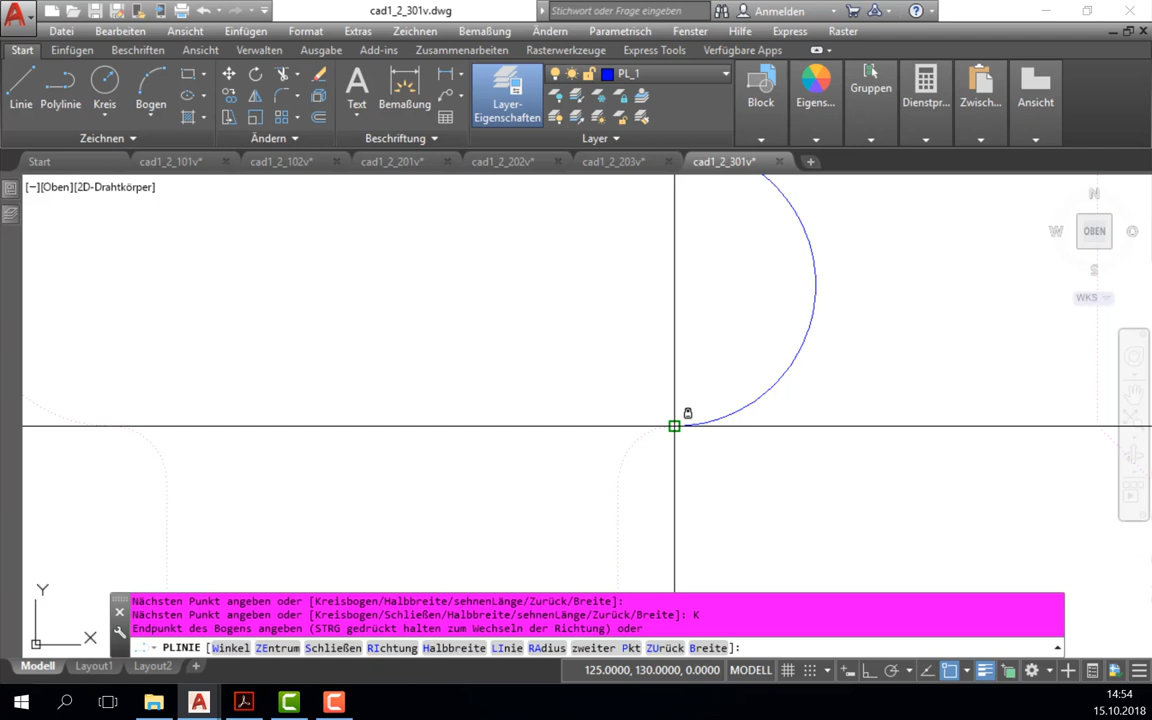 cad1_2_301v.dwg
Stichwort oder Frage eingeben
Anmelden
Datei Bearbeiten Ansicht Einfügen Format Extras Zeichnen Bemaßung Ändern Parametrisch Fenster Hilfe Express Raster
Start Einfügen Beschriften Ansicht Verwalten Ausgabe Add-ins Zusammenarbeiten Rasterwerkzeuge Express Tools Verfügbare Apps
PL_1
Linie Polylinie Kreis Bogen Text Bemaßung Layer-Eigenschaften Block Eigens... Gruppen Dienstpr... Zwisch... Ansicht
Zeichnen Ändern Beschriftung Layer
Start cad1_2_101v* cad1_2_102v* cad1_2_201v* cad1_2_202v* cad1_2_203v* cad1_2_301v*
[−][Oben][2D-Drahtkörper]
N
W OBEN O
S
WKS
Y
X
Nächsten Punkt angeben oder [Kreisbogen/Halbbreite/sehnenLänge/Zurück/Breite]:
Nächsten Punkt angeben oder [Kreisbogen/Schließen/Halbbreite/sehnenLänge/Zurück/Breite]: K
Endpunkt des Bogens angeben (STRG gedrückt halten zum Wechseln der Richtung) oder
PLINIE [Winkel ZEntrum Schließen RIchtung Halbbreite LInie RAdius zweiter Pkt ZUrück Breite]:
Modell Layout1 Layout2 125.0000, 130.0000, 0.0000 MODELL
14:54
15.10.2018